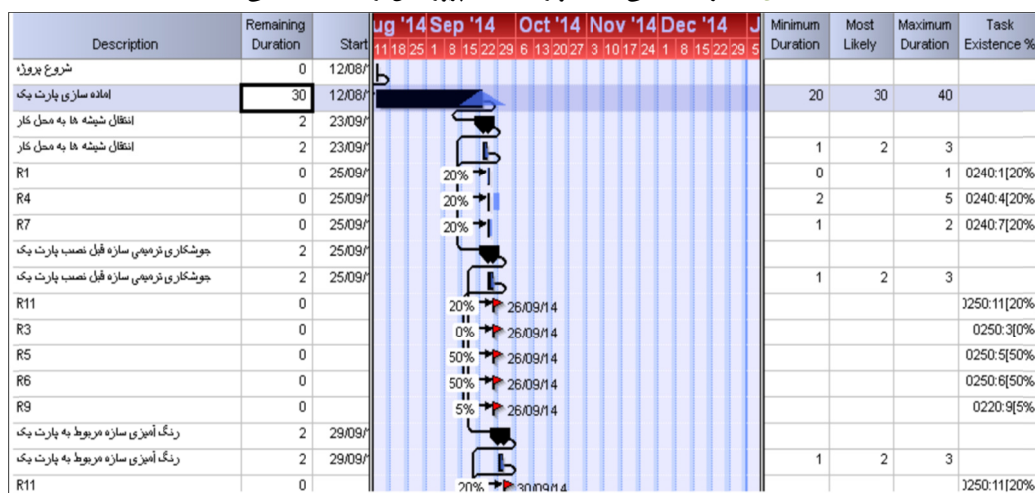 Description Remaining Duration Start Aug '14 Sep '14 Oct '14 Nov '14 Dec '14 J Minimum Duration Most Likely Maximum Duration Task Existence %
11 18 25 1 8 15 22 29 6 13 20 27 3 10 17 24 1 8 15 22 29 5
شروع پروژه 0 12/08/
اماده سازی پارت یک 30 12/08/ 20 30 40
انتقال شیشه ها به محل کار 2 23/09/
انتقال شیشه ها به محل کار 2 23/09/ 1 2 3
R1 0 25/09/ 20% 0 1 0240:1[20%
R4 0 25/09/ 20% 2 5 0240:4[20%
R7 0 25/09/ 20% 1 2 0240:7[20%
جوشکاری ترمیمی سازه قبل نصب پارت یک 2 25/09/
جوشکاری ترمیمی سازه قبل نصب پارت یک 2 25/09/ 1 2 3
R11 0 20% 26/09/14 0250:11[20%
R3 0 0% 26/09/14 0250:3[0%
R5 0 50% 26/09/14 0250:5[50%
R6 0 50% 26/09/14 0250:6[50%
R9 0 5% 26/09/14 0220:9[5%
رنگ آمیزی سازه مربوط به پارت یک 2 29/09/
رنگ آمیزی سازه مربوط به پارت یک 2 29/09/ 1 2 3
R11 0 20% 30/09/14 0250:11[20%